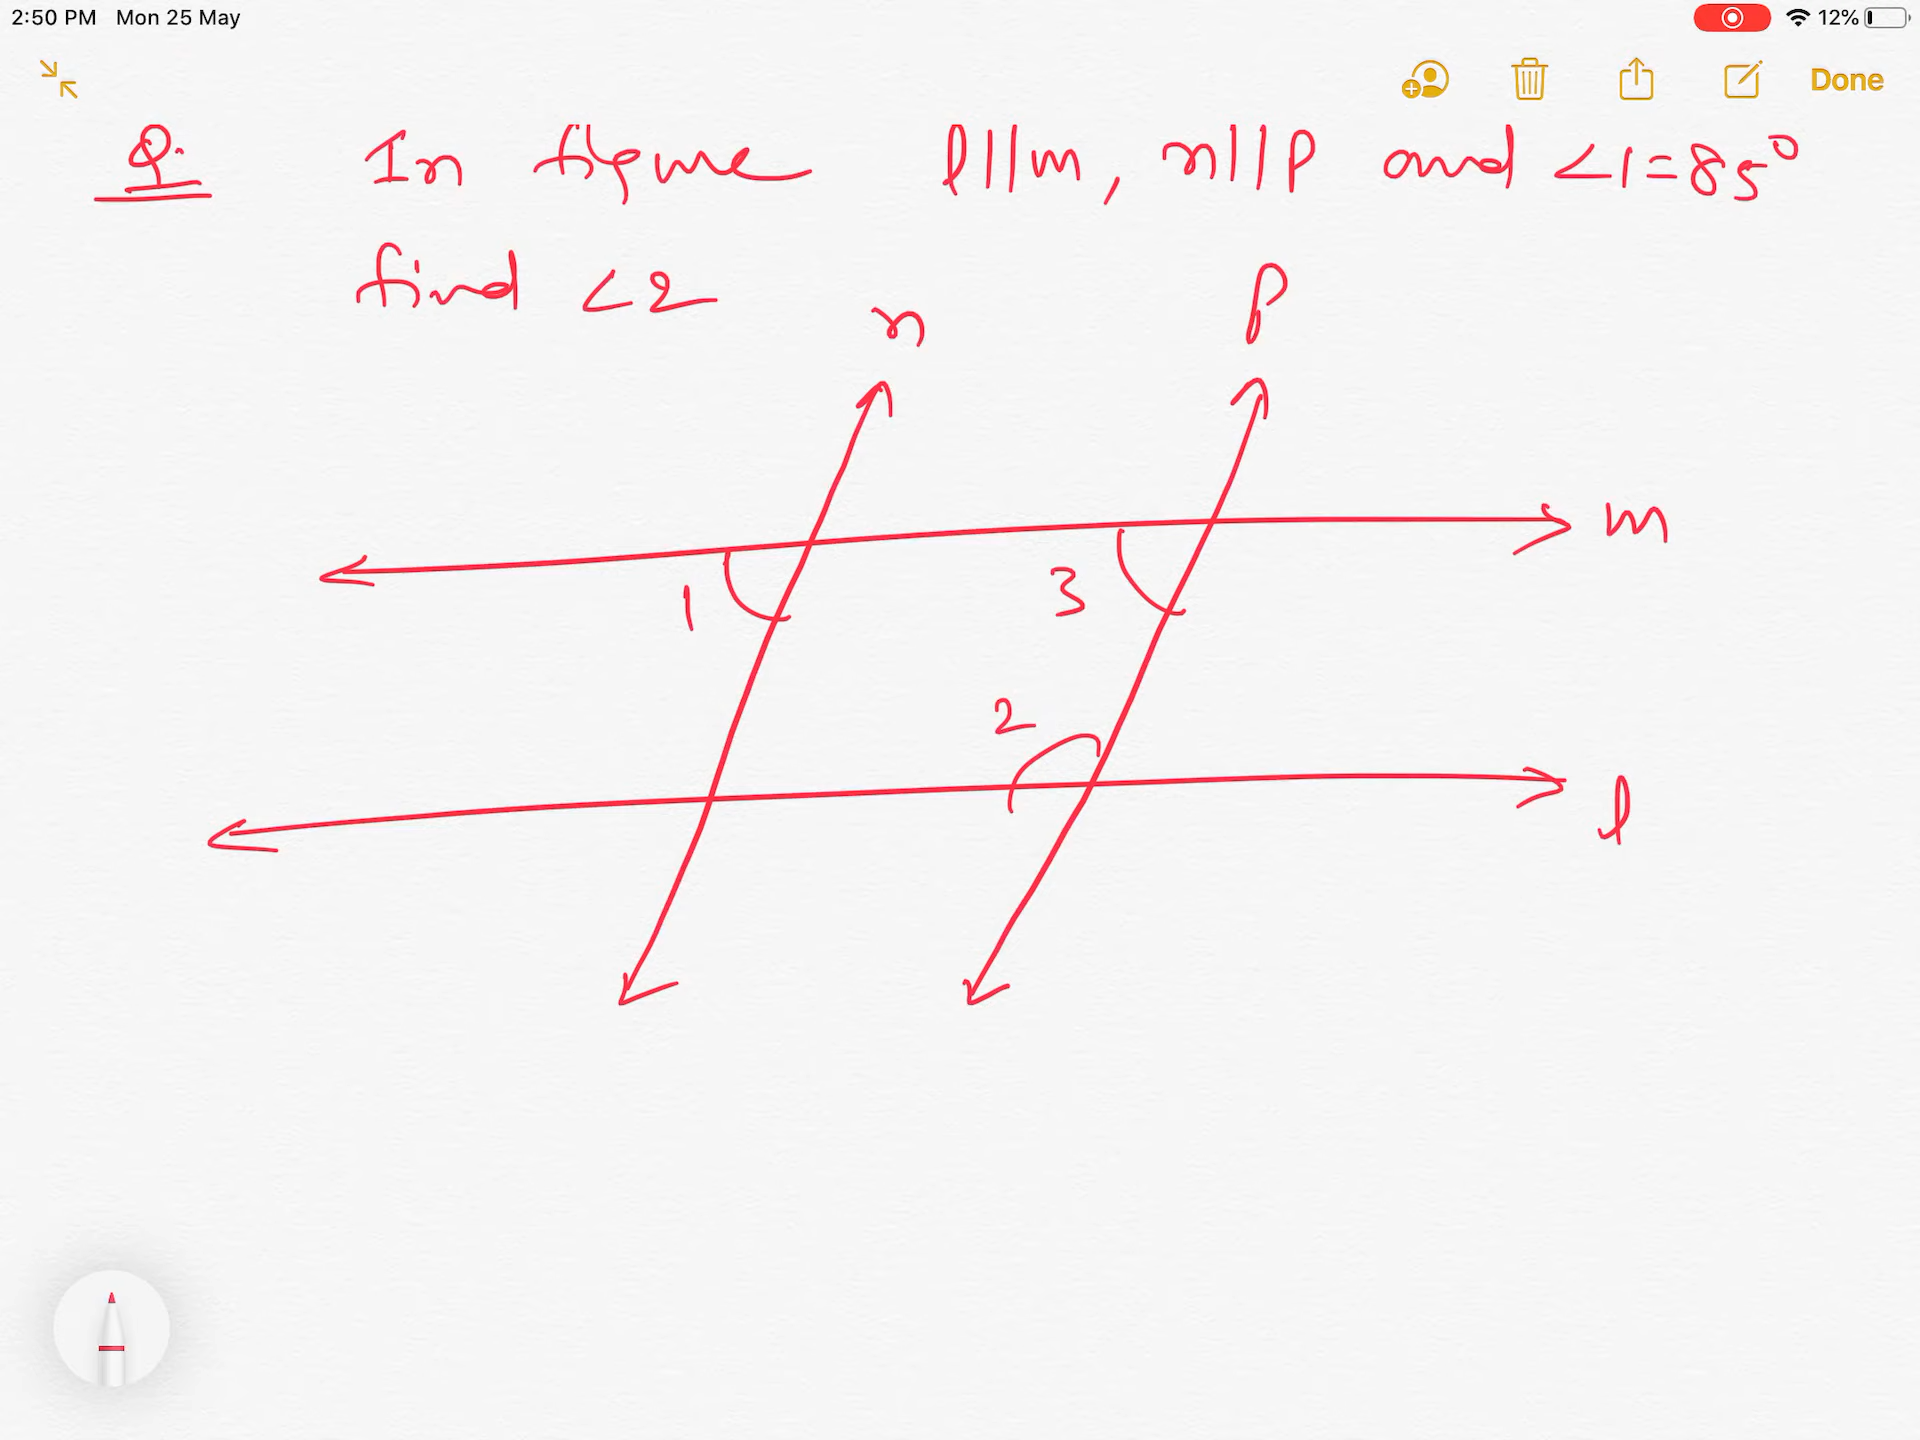 2:50 PM Mon 25 May
12%
Done
Q. In figure l||m, n||p and <1=85°
find <2
n
p
m
1
3
2
l